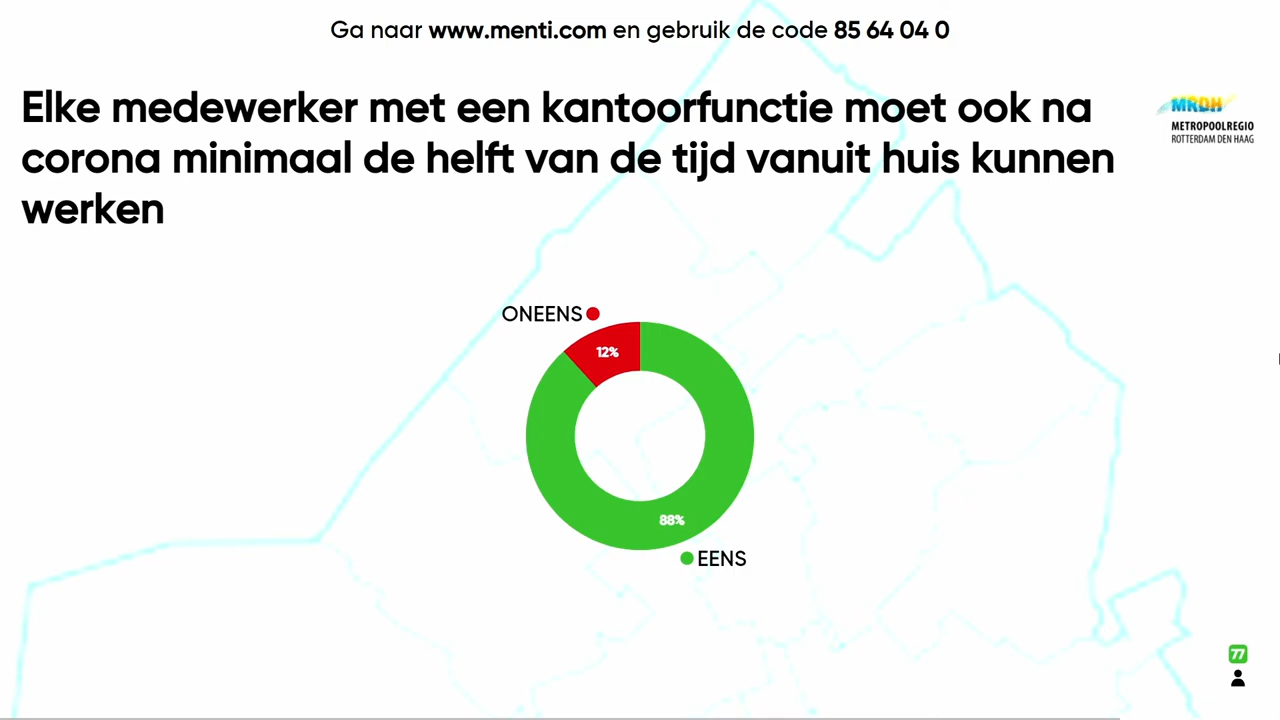 Ga naar www.menti.com en gebruik de code 85 64 04 0
Elke medewerker met een kantoorfunctie moet ook na
corona minimaal de helft van de tijd vanuit huis kunnen
werken
MRDH
METROPOOLREGIO
ROTTERDAM DEN HAAG
ONEENS
12%
88%
EENS
77